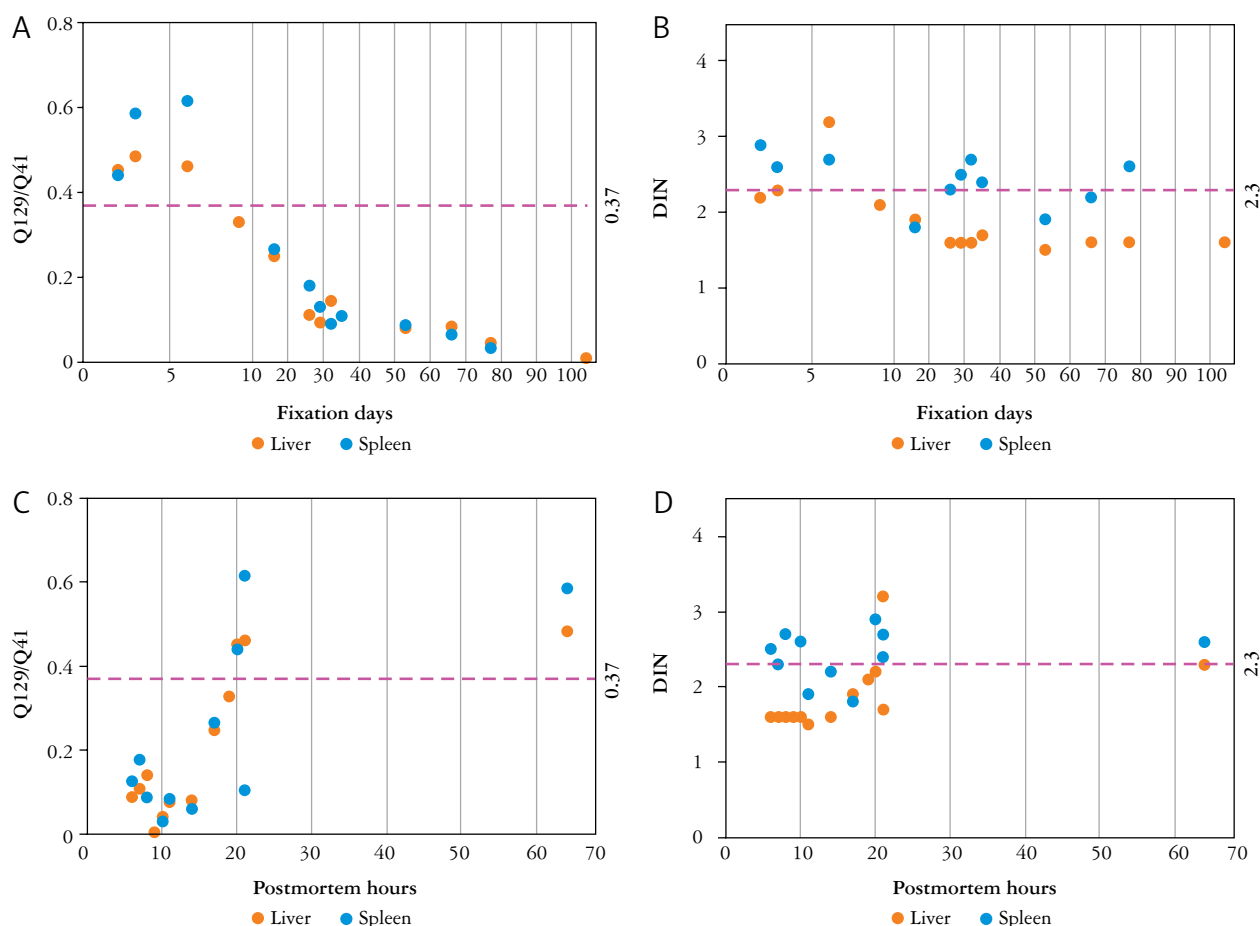 A
0.8
0.6
0.4
0.2
0
Q129/Q41
0.37
0 5 10 20 30 40 50 60 70 80 90 100
Fixation days
Liver Spleen
B
4
3
2
1
0
DIN
2.3
0 5 10 20 30 40 50 60 70 80 90 100
Fixation days
Liver Spleen
C
0.8
0.6
0.4
0.2
0
Q129/Q41
0.37
0 10 20 30 40 50 60 70
Postmortem hours
Liver Spleen
D
4
3
2
1
0
DIN
2.3
0 10 20 30 40 50 60 70
Postmortem hours
Liver Spleen